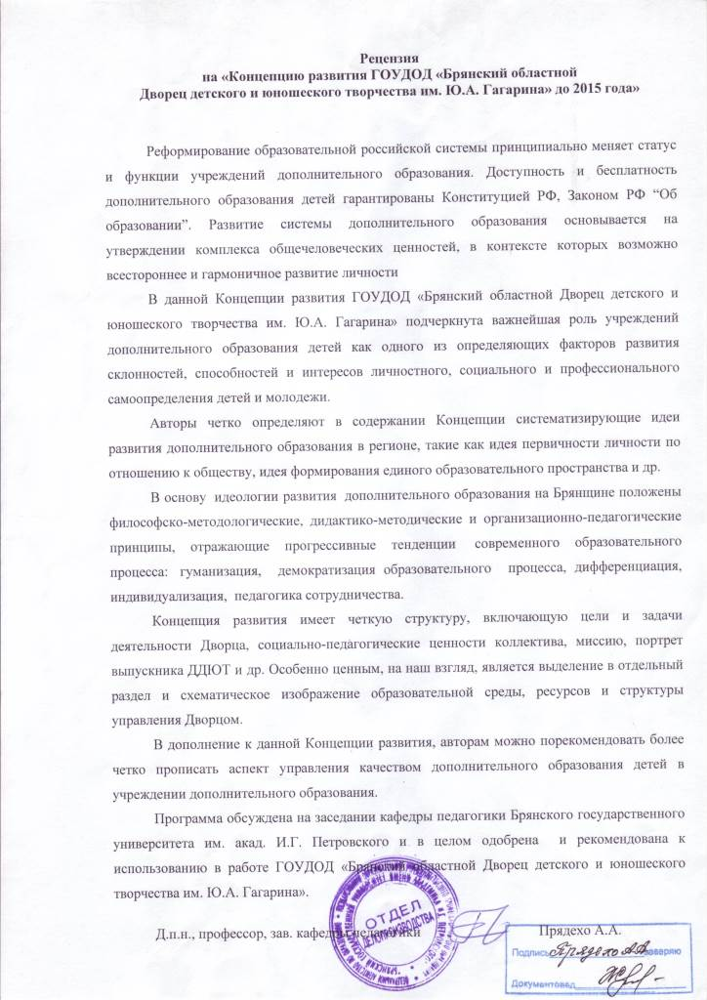 Рецензия
на «Концепцию развития ГОУДОД «Брянский областной
Дворец детского и юношеского творчества им. Ю.А. Гагарина» до 2015 года»
Реформирование образовательной российской системы принципиально меняет статус
и функции учреждений дополнительного образования. Доступность и бесплатность
дополнительного образования детей гарантированы Конституцией РФ, Законом РФ “Об
образовании”. Развитие системы дополнительного образования основывается на
утверждении комплекса общечеловеческих ценностей, в контексте которых возможно
всестороннее и гармоничное развитие личности
В данной Концепции развития ГОУДОД «Брянский областной Дворец детского и
юношеского творчества им. Ю.А. Гагарина» подчеркнута важнейшая роль учреждений
дополнительного образования детей как одного из определяющих факторов развития
склонностей, способностей и интересов личностного, социального и профессионального
самоопределения детей и молодежи.
Авторы четко определяют в содержании Концепции систематизирующие идеи
развития дополнительного образования в регионе, такие как идея первичности личности по
отношению к обществу, идея формирования единого образовательного пространства и др.
В основу идеологии развития дополнительного образования на Брянщине положены
философско-методологические, дидактико-методические и организационно-педагогические
принципы, отражающие прогрессивные тенденции современного образовательного
процесса: гуманизация, демократизация образовательного процесса, дифференциация,
индивидуализация, педагогика сотрудничества.
Концепция развития имеет четкую структуру, включающую цели и задачи
деятельности Дворца, социально-педагогические ценности коллектива, миссию, портрет
выпускника ДДЮТ и др. Особенно ценным, на наш взгляд, является выделение в отдельный
раздел и схематическое изображение образовательной среды, ресурсов и структуры
управления Дворцом.
В дополнение к данной Концепции развития, авторам можно порекомендовать более
четко прописать аспект управления качеством дополнительного образования детей в
учреждении дополнительного образования.
Программа обсуждена на заседании кафедры педагогики Брянского государственного
университета им. акад. И.Г. Петровского и в целом одобрена и рекомендована к
использованию в работе ГОУДОД «Брянский областной Дворец детского и юношеского
творчества им. Ю.А. Гагарина».
Д.п.н., профессор, зав. кафедры педагогики Прядехо А.А.
ОТДЕЛ
ДЕЛОПРОИЗВОДСТВА
Подпись Прядехо А.А. заверяю
Документовед